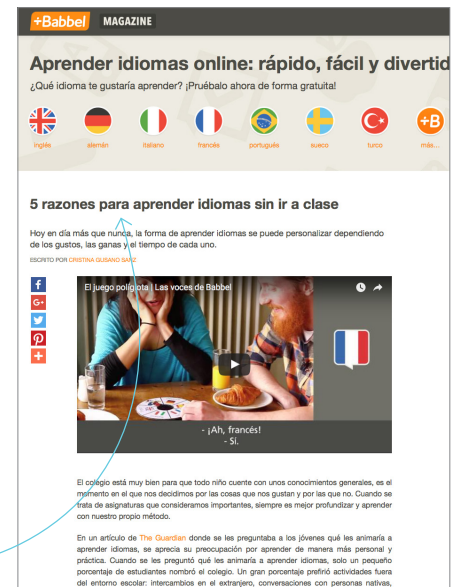 +Babbel MAGAZINE
Aprender idiomas online: rápido, fácil y divertid
¿Qué idioma te gustaría aprender? ¡Pruébalo ahora de forma gratuita!
inglés alemán italiano francés portugués sueco turco más...
+B
5 razones para aprender idiomas sin ir a clase
Hoy en día más que nunca, la forma de aprender idiomas se puede personalizar dependiendo
de los gustos, las ganas y el tiempo de cada uno.
ESCRITO POR CRISTINA GUSANO SANZ
El juego políglota | Las voces de Babbel
- ¡Ah, francés!
- Sí.
El colegio está muy bien para que todo niño cuente con unos conocimientos generales, es el
momento en el que nos decidimos por las cosas que nos gustan y por las que no. Cuando se
trata de asignaturas que consideramos importantes, siempre es mejor profundizar y aprender
con nuestro propio método.
En un artículo de The Guardian donde se les preguntaba a los jóvenes qué les animaría a
aprender idiomas, se aprecia su preocupación por aprender de manera más personal y
práctica. Cuando se les preguntó qué les animaría a aprender idiomas, solo un pequeño
porcentaje de estudiantes nombró el colegio. Un gran porcentaje prefirió actividades fuera
del entorno escolar: intercambios en el extranjero, conversaciones con personas nativas,